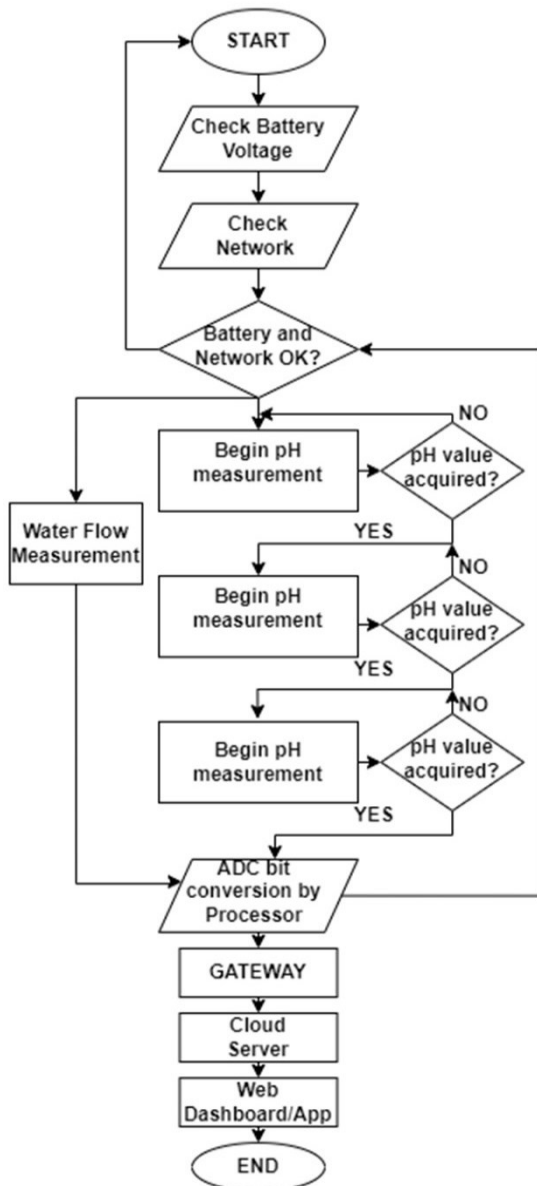 START
Check Battery
Voltage
Check
Network
Battery and
Network OK?
NO
Begin pH
measurement
pH value
acquired?
Water Flow
Measurement
YES
NO
Begin pH
measurement
pH value
acquired?
YES
NO
Begin pH
measurement
pH value
acquired?
YES
ADC bit
conversion by
Processor
GATEWAY
Cloud
Server
Web
Dashboard/App
END